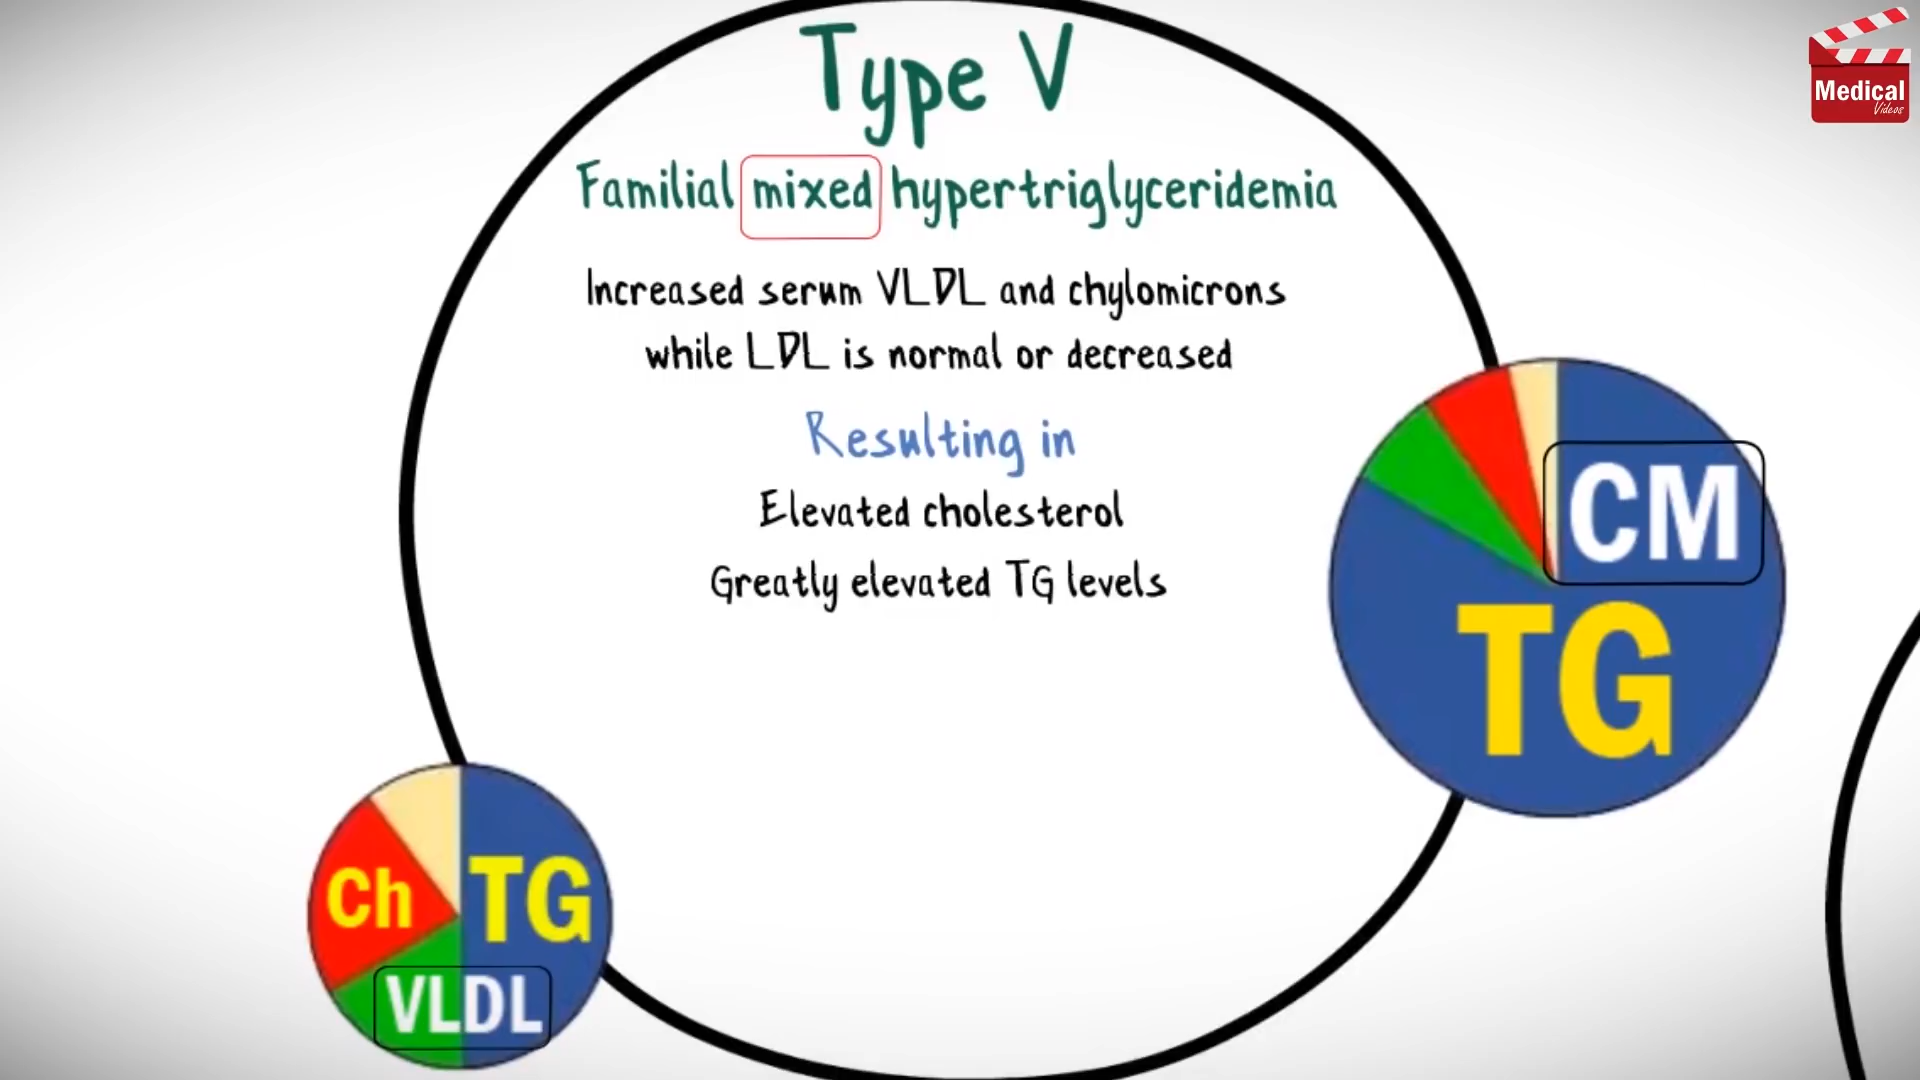 Type V
Familial mixed hypertriglyceridemia
Increased serum VLDL and chylomicrons
while LDL is normal or decreased
Resulting in
Elevated cholesterol
Greatly elevated TG levels
CM
TG
Ch
TG
VLDL
Medical
Videos